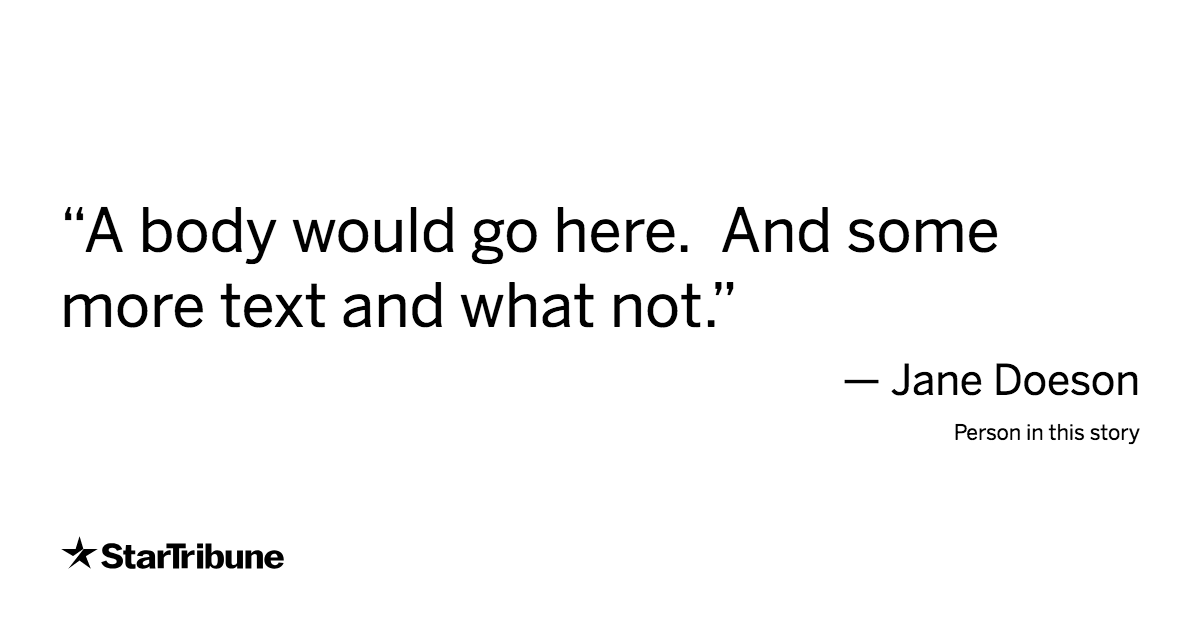 “A body would go here.  And some
more text and what not.”
— Jane Doeson
Person in this story
StarTribune